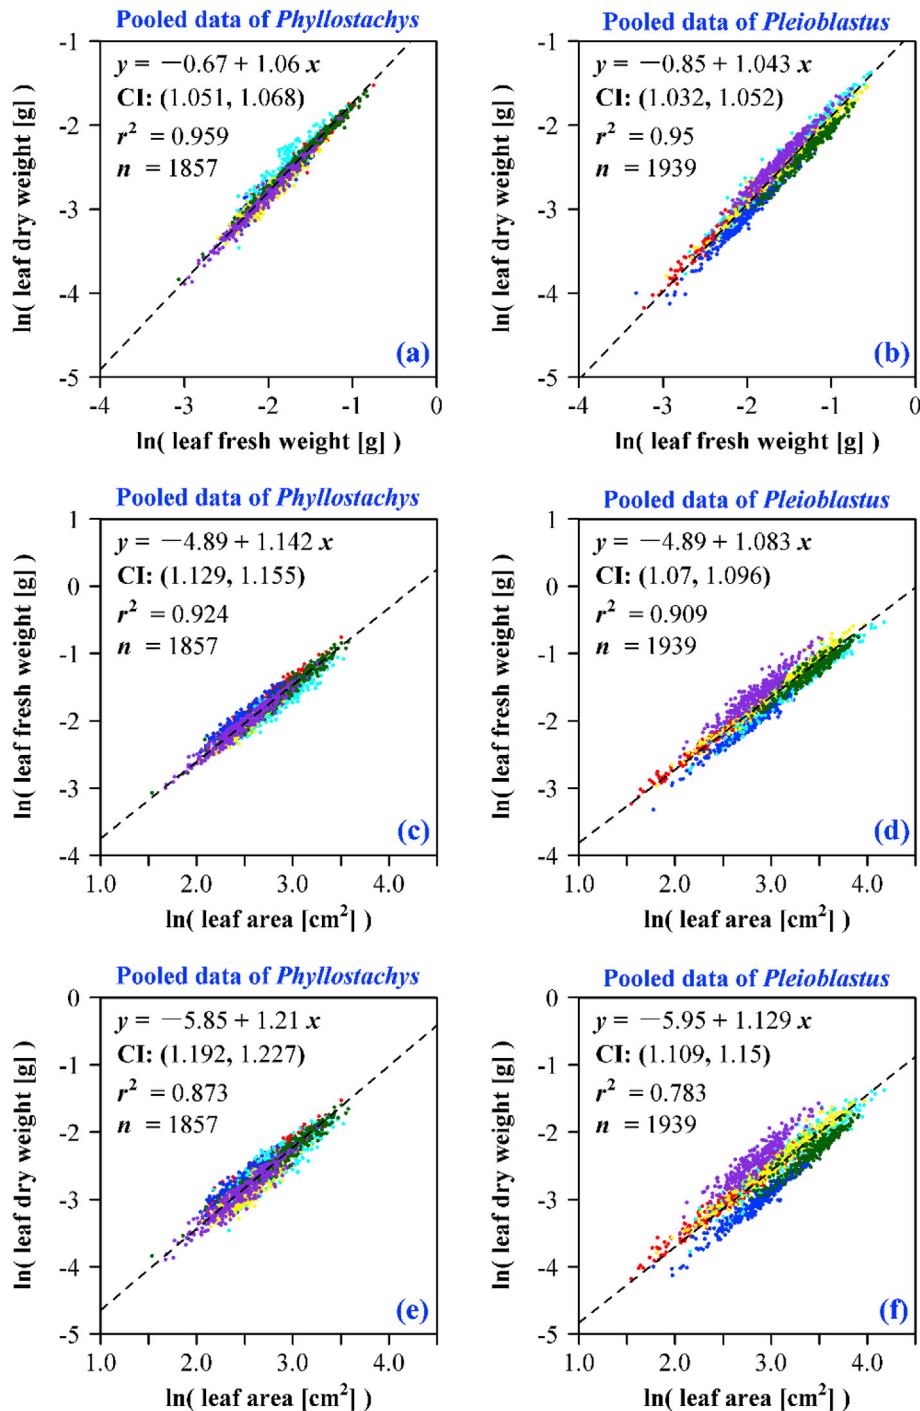 Pooled data of Phyllostachys
-1
-2
-3
-4
-5
ln( leaf dry weight [g] )
y = −0.67 + 1.06 x
CI: (1.051, 1.068)
r² = 0.959
n = 1857
(a)
-4 -3 -2 -1 0
ln( leaf fresh weight [g] )
Pooled data of Pleioblastus
-1
-2
-3
-4
-5
ln( leaf dry weight [g] )
y = −0.85 + 1.043 x
CI: (1.032, 1.052)
r² = 0.95
n = 1939
(b)
-4 -3 -2 -1 0
ln( leaf fresh weight [g] )
Pooled data of Phyllostachys
1
0
-1
-2
-3
-4
ln( leaf fresh weight [g] )
y = −4.89 + 1.142 x
CI: (1.129, 1.155)
r² = 0.924
n = 1857
(c)
1.0 2.0 3.0 4.0
ln( leaf area [cm²] )
Pooled data of Pleioblastus
1
0
-1
-2
-3
-4
ln( leaf fresh weight [g] )
y = −4.89 + 1.083 x
CI: (1.07, 1.096)
r² = 0.909
n = 1939
(d)
1.0 2.0 3.0 4.0
ln( leaf area [cm²] )
Pooled data of Phyllostachys
0
-1
-2
-3
-4
-5
ln( leaf dry weight [g] )
y = −5.85 + 1.21 x
CI: (1.192, 1.227)
r² = 0.873
n = 1857
(e)
1.0 2.0 3.0 4.0
ln( leaf area [cm²] )
Pooled data of Pleioblastus
0
-1
-2
-3
-4
-5
ln( leaf dry weight [g] )
y = −5.95 + 1.129 x
CI: (1.109, 1.15)
r² = 0.783
n = 1939
(f)
1.0 2.0 3.0 4.0
ln( leaf area [cm²] )